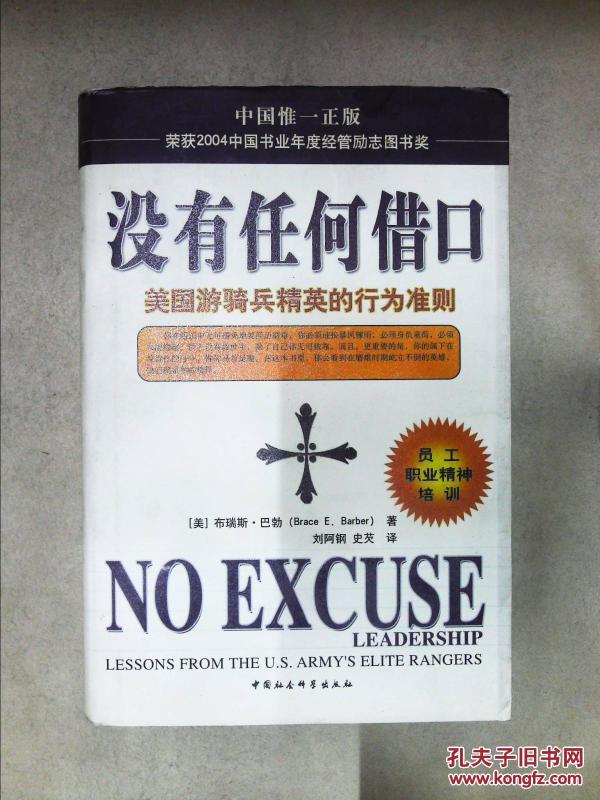 中国惟一正版
荣获2004中国书业年度经管励志图书奖
没有任何借口
美国游骑兵精英的行为准则
员工
职业精神
培训
[美] 布瑞斯·巴勃 (Brace E. Barber) 著
刘阿钢 史芡 译
NO EXCUSE
LEADERSHIP
LESSONS FROM THE U.S. ARMY'S ELITE RANGERS
中国社会科学出版社
孔夫子旧书网
www.kongfz.com